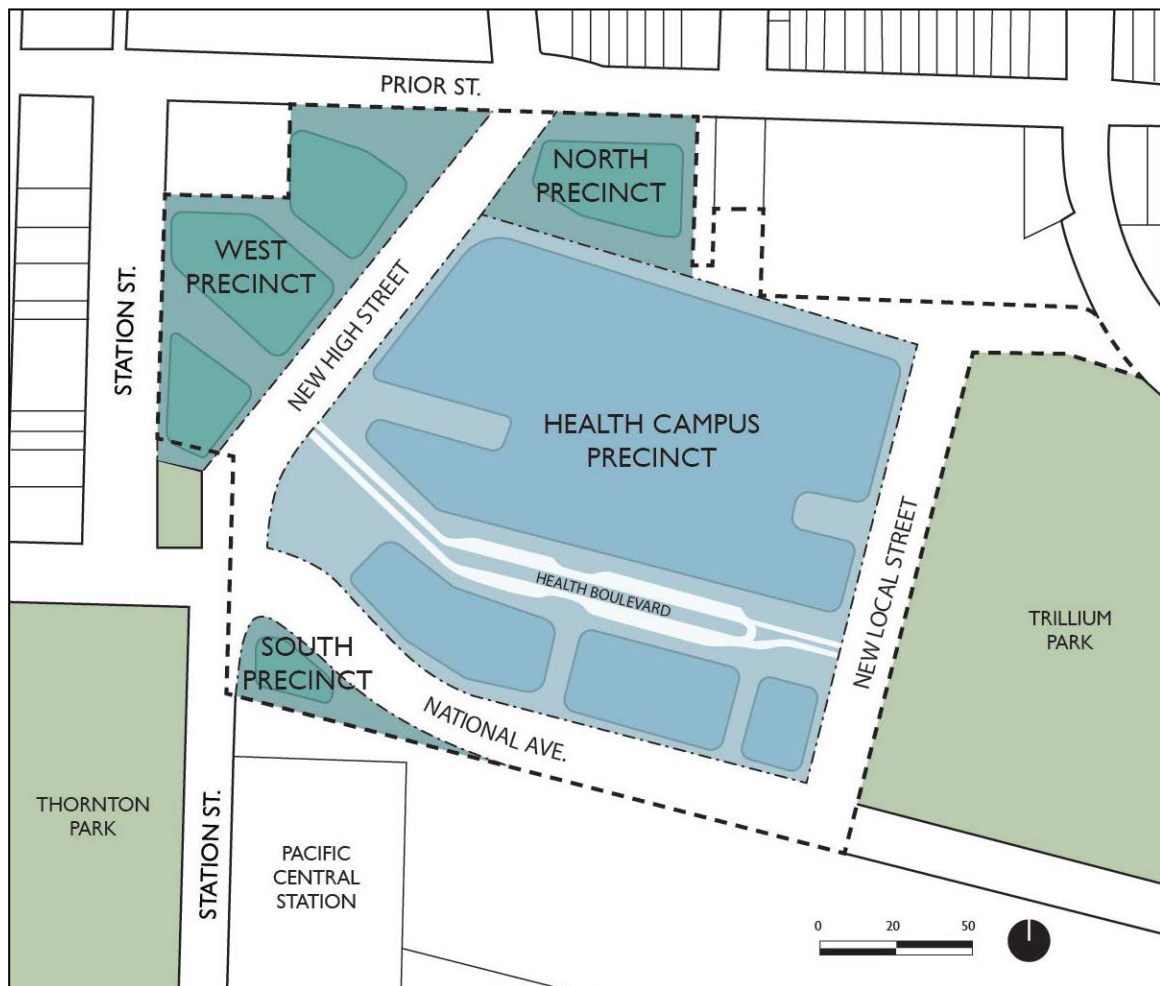 PRIOR ST.
NORTH
PRECINCT
WEST
PRECINCT
STATION ST.
NEW HIGH STREET
HEALTH CAMPUS
PRECINCT
HEALTH BOULEVARD
NEW LOCAL STREET
TRILLIUM
PARK
SOUTH
PRECINCT
NATIONAL AVE.
THORNTON
PARK
STATION ST.
PACIFIC
CENTRAL
STATION
0 20 50